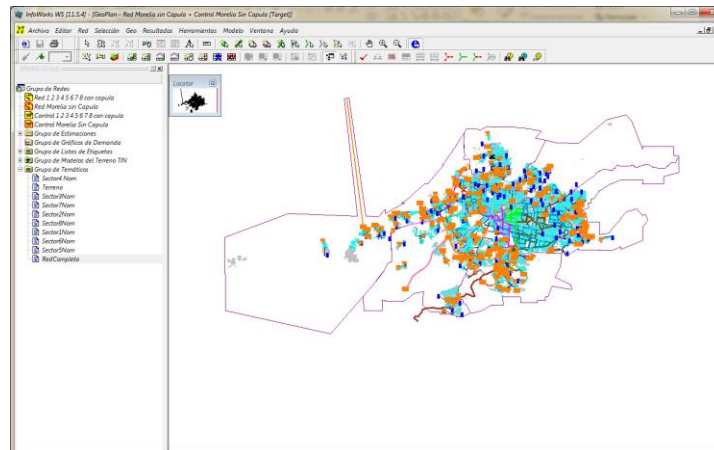 InfoWorks WS [11.5.4] - [GeoPlan - Red Morelia sin Capula + Control Morelia Sin Capula [Target]]
Archivo Editor Red Selección Geo Resultados Herramientas Modelo Ventana Ayuda
Locator
Grupo de Redes
Red 1 2 3 4 5 6 7 8 con capula
Red Morelia sin Capula
Control 1 2 3 4 5 6 7 8 con capula
Control Morelia Sin Capula
Grupo de Estimaciones
Grupo de Gráficos de Demanda
Grupo de Listas de Etiquetas
Grupo de Modelos del Terreno TIN
Grupo de Temáticos
Sector4 Nom
Terreno
Sector3Nom
Sector7Nom
Sector2Nom
Sector8Nom
Sector1Nom
Sector6Nom
Sector5Nom
RedCompleta